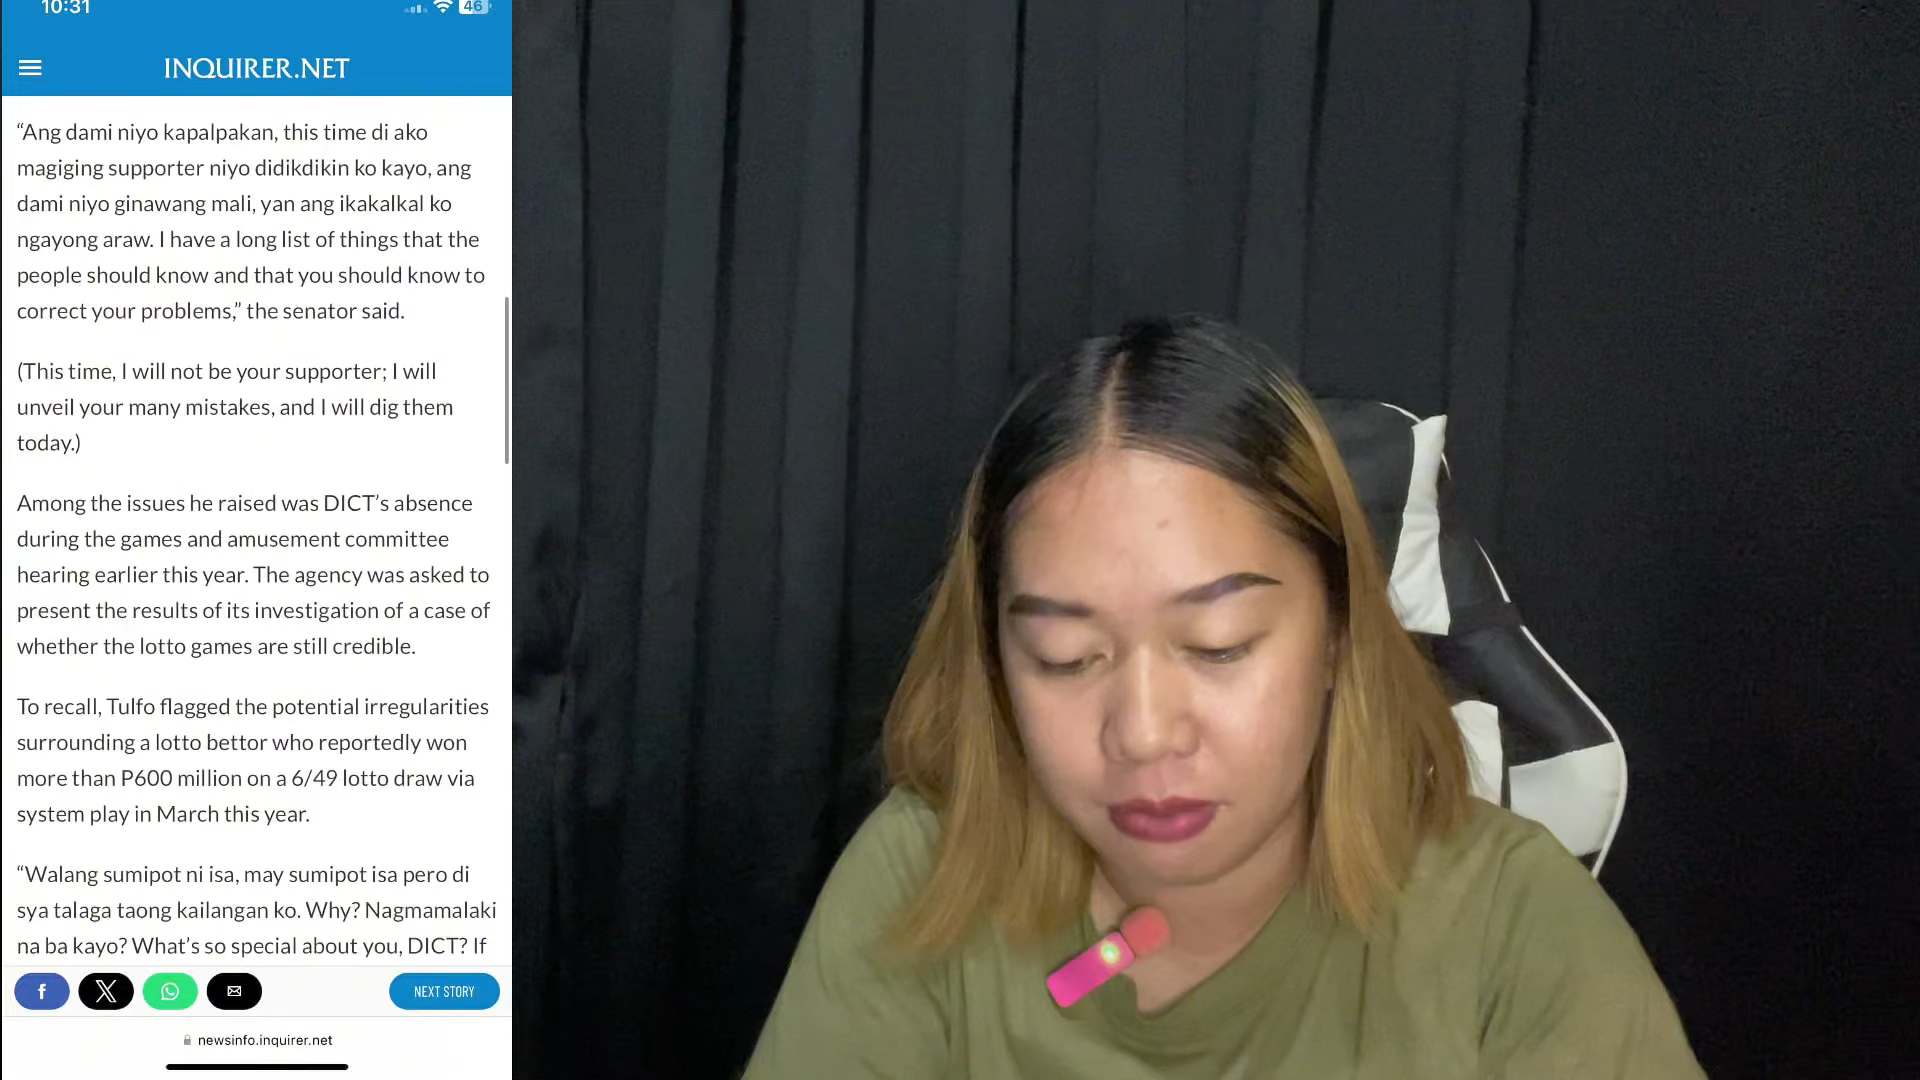 10:31
46
INQUIRER.NET
“Ang dami niyo kapalpakan, this time di ako
magiging supporter niyo didikdikin ko kayo, ang
dami niyo ginawang mali, yan ang ikakalkal ko
ngayong araw. I have a long list of things that the
people should know and that you should know to
correct your problems,” the senator said.
(This time, I will not be your supporter; I will
unveil your many mistakes, and I will dig them
today.)
Among the issues he raised was DICT’s absence
during the games and amusement committee
hearing earlier this year. The agency was asked to
present the results of its investigation of a case of
whether the lotto games are still credible.
To recall, Tulfo flagged the potential irregularities
surrounding a lotto bettor who reportedly won
more than P600 million on a 6/49 lotto draw via
system play in March this year.
“Walang sumipot ni isa, may sumipot isa pero di
sya talaga taong kailangan ko. Why? Nagmamalaki
na ba kayo? What’s so special about you, DICT? If
NEXT STORY
newsinfo.inquirer.net